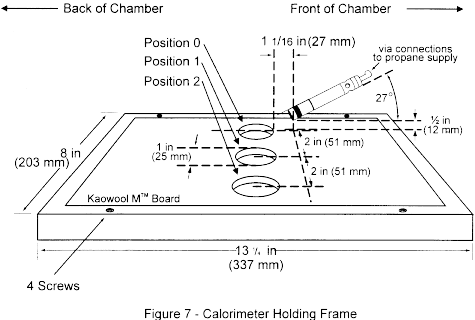 Back of Chamber
Front of Chamber
Position 0
Position 1
Position 2
1 1/16 in (27 mm)
via connections
to propane supply
27°
½ in
(12 mm)
8 in
(203 mm)
1 in
(25 mm)
2 in (51 mm)
2 in (51 mm)
Kaowool M™ Board
13 ¼ in
(337 mm)
4 Screws
Figure 7 - Calorimeter Holding Frame